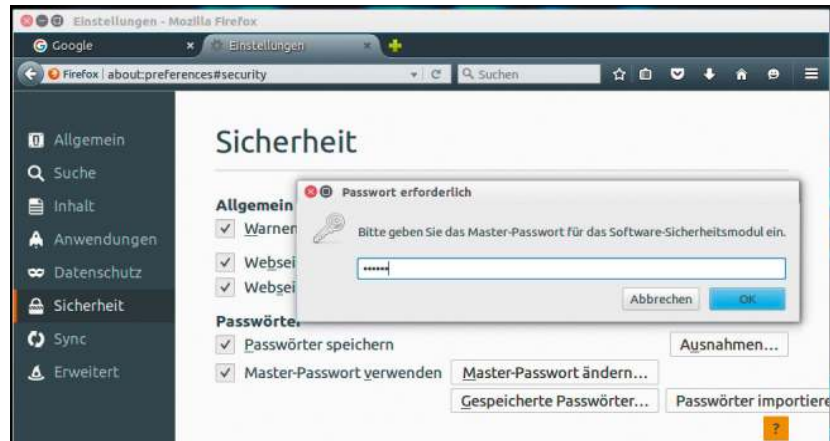 Einstellungen - Mozilla Firefox
Google
Einstellungen
Firefox | about:preferences#security
Suchen
Allgemein
Suche
Inhalt
Anwendungen
Datenschutz
Sicherheit
Sync
Erweitert
Sicherheit
Allgemein
Warnen
Websei
Websei
Passwort erforderlich
Bitte geben Sie das Master-Passwort für das Software-Sicherheitsmodul ein.
••••••
Abbrechen OK
Passwörter
Passwörter speichern Ausnahmen...
Master-Passwort verwenden Master-Passwort ändern...
Gespeicherte Passwörter... Passwörter importiere
?